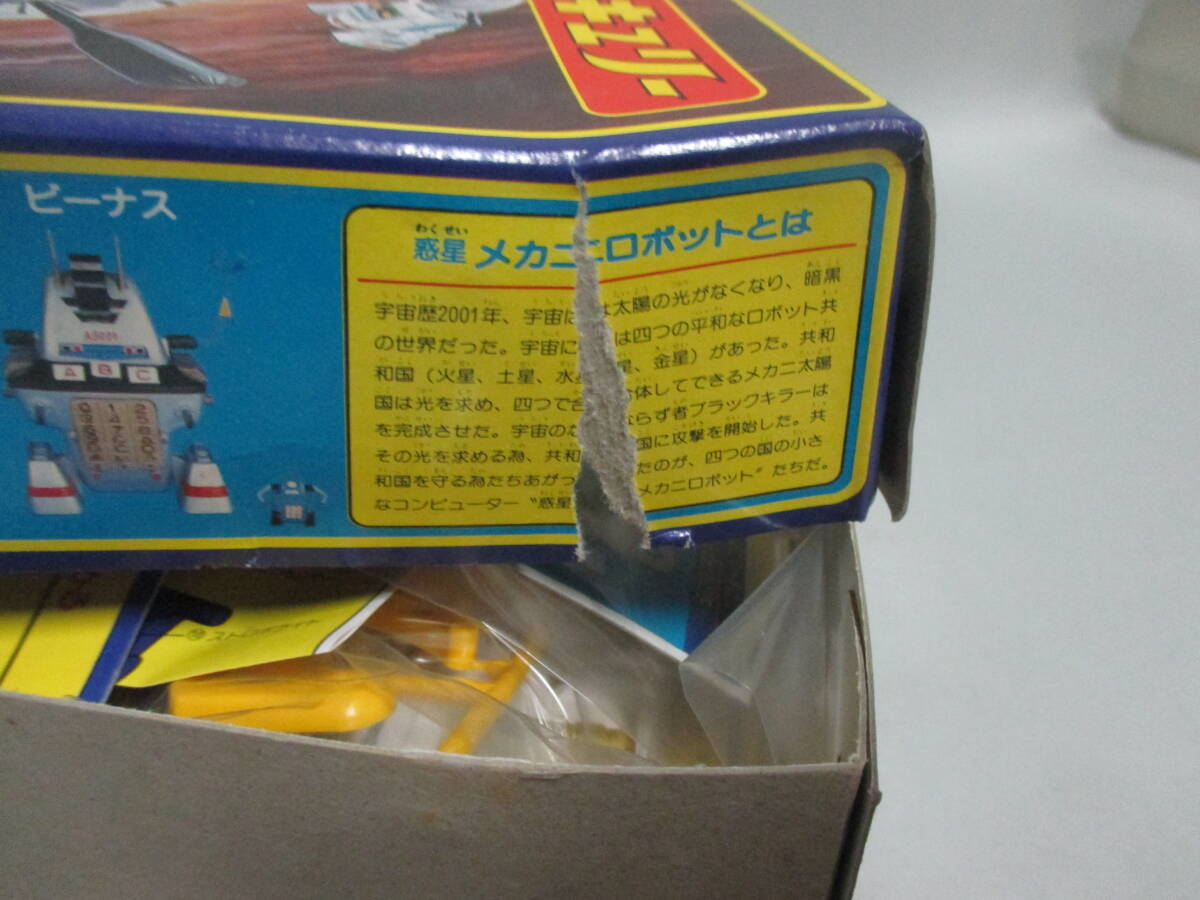 キュリー
ビーナス
わくせい
惑星 メカニロボットとは
宇宙歴2001年、宇宙に は太陽の光がなくなり、暗黒
の世界だった。宇宙に は四つの平和なロボット共
和国（火星、土星、水星 星、金星）があった。共和
国は光を求め、四つで合 合体してできるメカニ太陽
を完成させた。宇宙のな ならず者ブラックキラーは
その光を求める為、共和 国に攻撃を開始した。共
和国を守る為たちあがっ たのが、四つの国の小さ
なコンピューター“惑星 メカニロボット”たちだ。
A B C